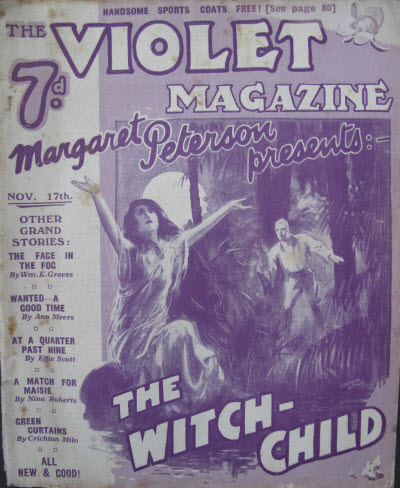 HANDSOME SPORTS COATS FREE! [See page 80]
THE VIOLET
MAGAZINE
7d.
Margaret Peterson
presents:-
NOV. 17th.
OTHER
GRAND
STORIES:
THE FACE IN
THE FOG
By Wm. E. Groves
WANTED—A
GOOD TIME
By Ann Meers
AT A QUARTER
PAST NINE
By Effie Scott
A MATCH FOR
MAISIE
By Nina Roberts
GREEN
CURTAINS
By Crichton Miln
ALL
NEW & GOOD!
THE
WITCH-
CHILD